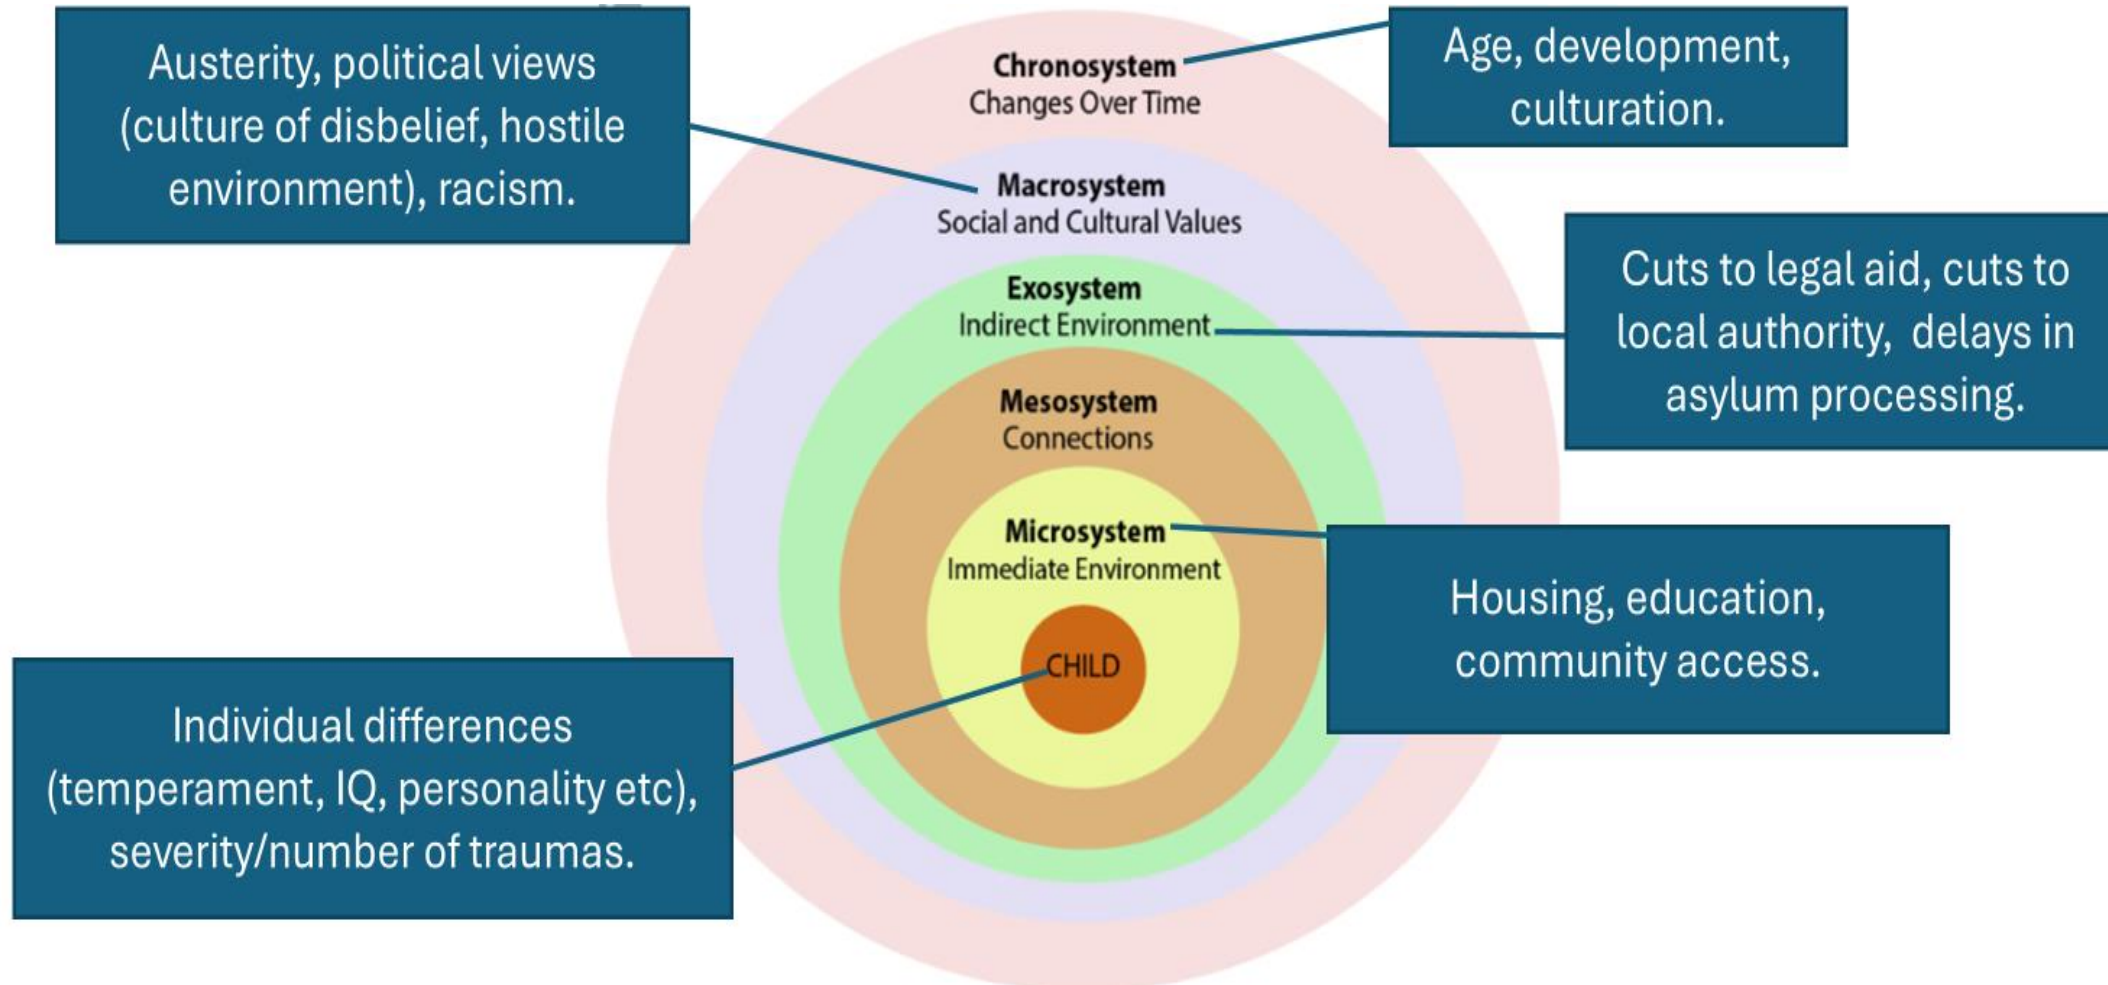 Austerity, political views
(culture of disbelief, hostile
environment), racism.
Chronosystem
Changes Over Time
Age, development,
culturation.
Macrosystem
Social and Cultural Values
Exosystem
Indirect Environment
Cuts to legal aid, cuts to
local authority, delays in
asylum processing.
Mesosystem
Connections
Microsystem
Immediate Environment
Housing, education,
community access.
CHILD
Individual differences
(temperament, IQ, personality etc),
severity/number of traumas.